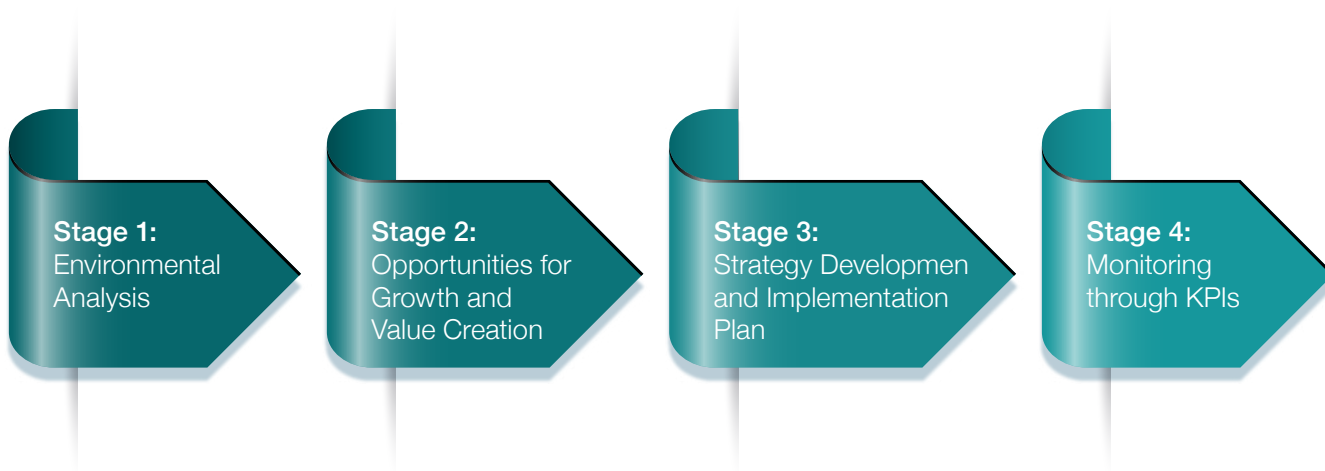 Stage 1:
Environmental
Analysis
Stage 2:
Opportunities for
Growth and
Value Creation
Stage 3:
Strategy Developmen
and Implementation
Plan
Stage 4:
Monitoring
through KPIs